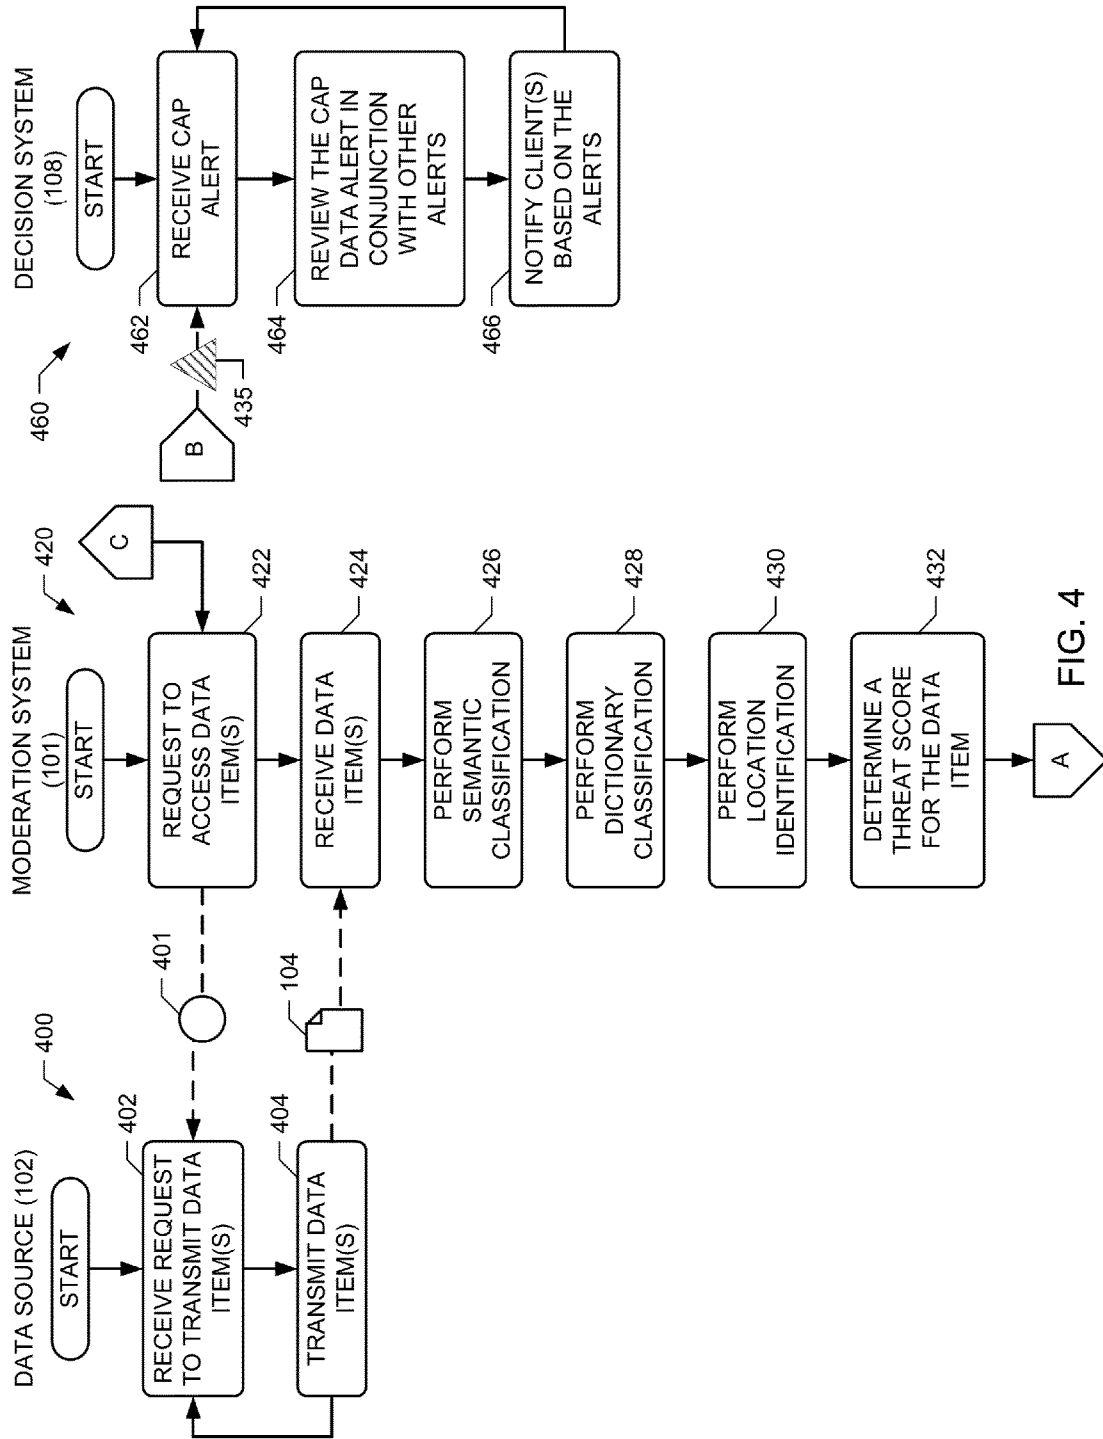 DATA SOURCE (102)
START
400
402
RECEIVE REQUEST
TO TRANSMIT DATA
ITEM(S)
404
TRANSMIT DATA
ITEM(S)
401
104
MODERATION SYSTEM
(101)
START
420
C
REQUEST TO
ACCESS DATA
ITEM(S)
422
RECEIVE DATA
ITEM(S)
424
PERFORM
SEMANTIC
CLASSIFICATION
426
PERFORM
DICTIONARY
CLASSIFICATION
428
PERFORM
LOCATION
IDENTIFICATION
430
DETERMINE A
THREAT SCORE
FOR THE DATA
ITEM
432
A
DECISION SYSTEM
(108)
START
460
B
435
462
RECEIVE CAP
ALERT
464
REVIEW THE CAP
DATA ALERT IN
CONJUNCTION
WITH OTHER
ALERTS
466
NOTIFY CLIENT(S)
BASED ON THE
ALERTS
FIG. 4